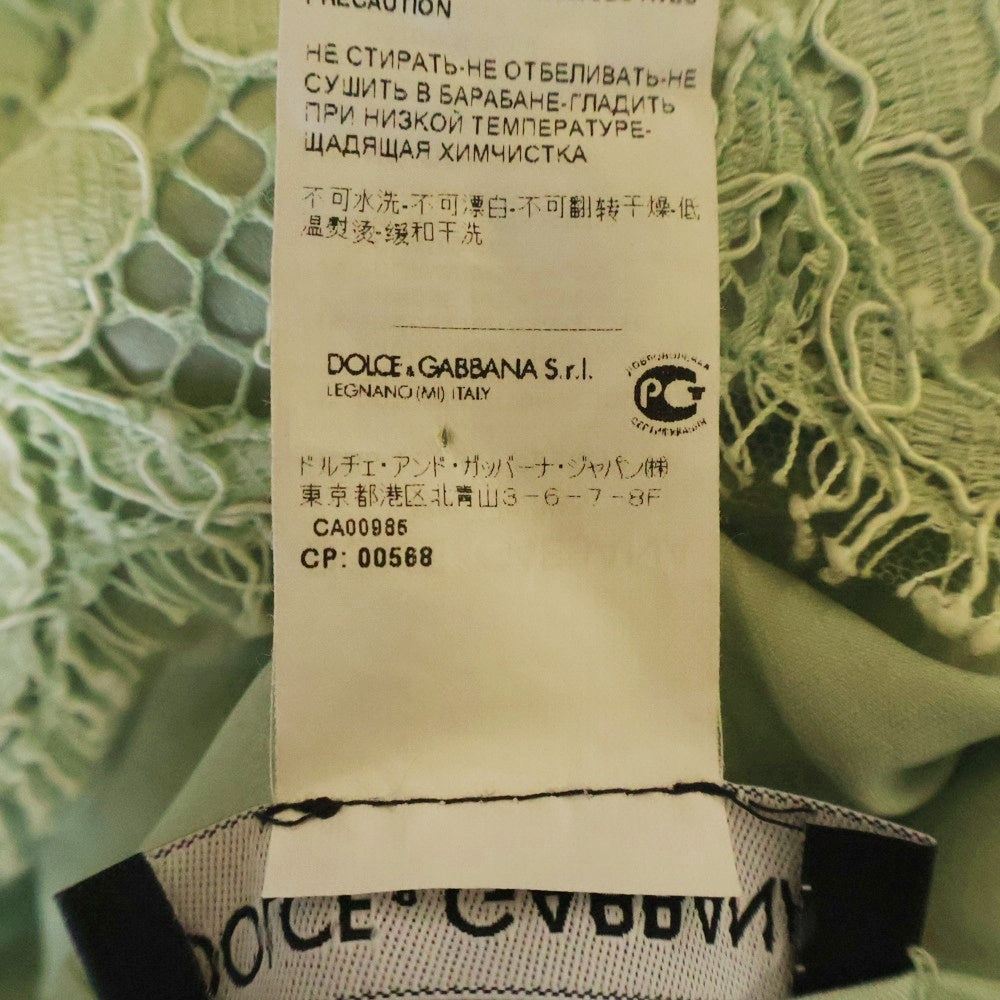 PRECAUTION
НЕ СТИРАТЬ-НЕ ОТБЕЛИВАТЬ-НЕ
СУШИТЬ В БАРАБАНЕ-ГЛАДИТЬ
ПРИ НИЗКОЙ ТЕМПЕРАТУРЕ-
ЩАДЯЩАЯ ХИМЧИСТКА
不可水洗-不可漂白-不可翻转干燥-低
温熨烫-缓和干洗
DOLCE & GABBANA S.r.l.
LEGNANO (MI) ITALY
ДОБРОВОЛЬНАЯ
РСТ
СЕРТИФИКАЦИЯ
ドルチェ・アンド・ガッバーナ・ジャパン㈱
東京都港区北青山3-6-7-8F
CA00985
CP: 00568
DOLCE & GABBANA